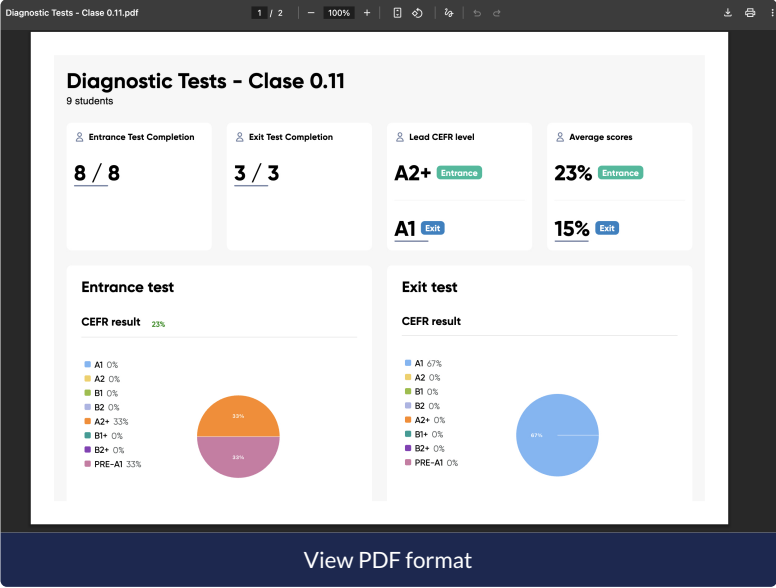 Diagnostic Tests - Clase 0.11.pdf
1 / 2 − 100% +
Diagnostic Tests - Clase 0.11
9 students
Entrance Test Completion
8 / 8
Exit Test Completion
3 / 3
Lead CEFR level
A2+ Entrance
A1 Exit
Average scores
23% Entrance
15% Exit
Entrance test
CEFR result 23%
A1 0%
A2 0%
B1 0%
B2 0%
A2+ 33%
B1+ 0%
B2+ 0%
PRE-A1 33%
33%
33%
Exit test
CEFR result
A1 67%
A2 0%
B1 0%
B2 0%
A2+ 0%
B1+ 0%
B2+ 0%
PRE-A1 0%
67%
View PDF format